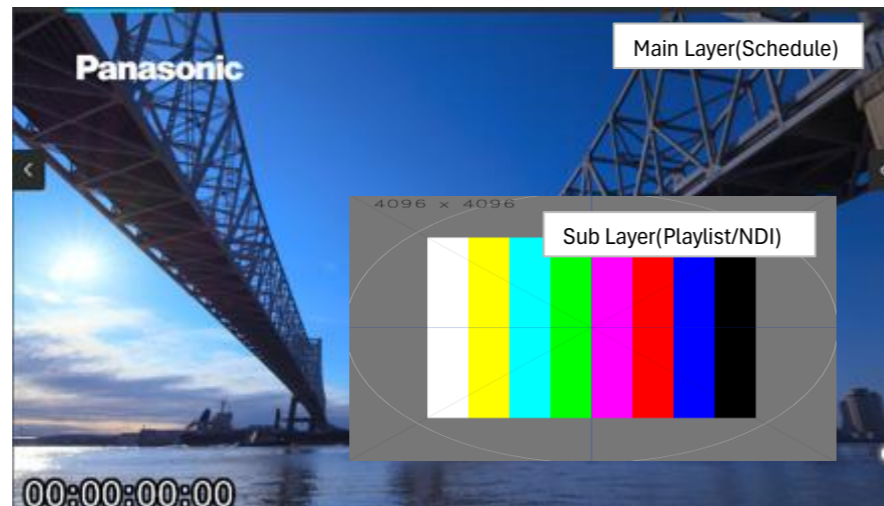 Main Layer(Schedule)
Panasonic
4096 x 4096
Sub Layer(Playlist/NDI)
00:00:00:00